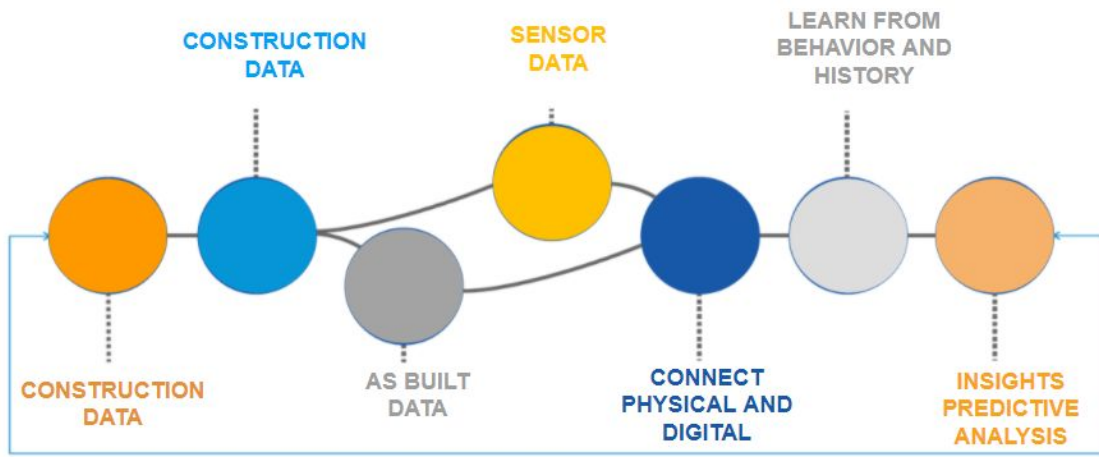 CONSTRUCTION
DATA
SENSOR
DATA
LEARN FROM
BEHAVIOR AND
HISTORY
CONSTRUCTION
DATA
AS BUILT
DATA
CONNECT
PHYSICAL AND
DIGITAL
INSIGHTS
PREDICTIVE
ANALYSIS